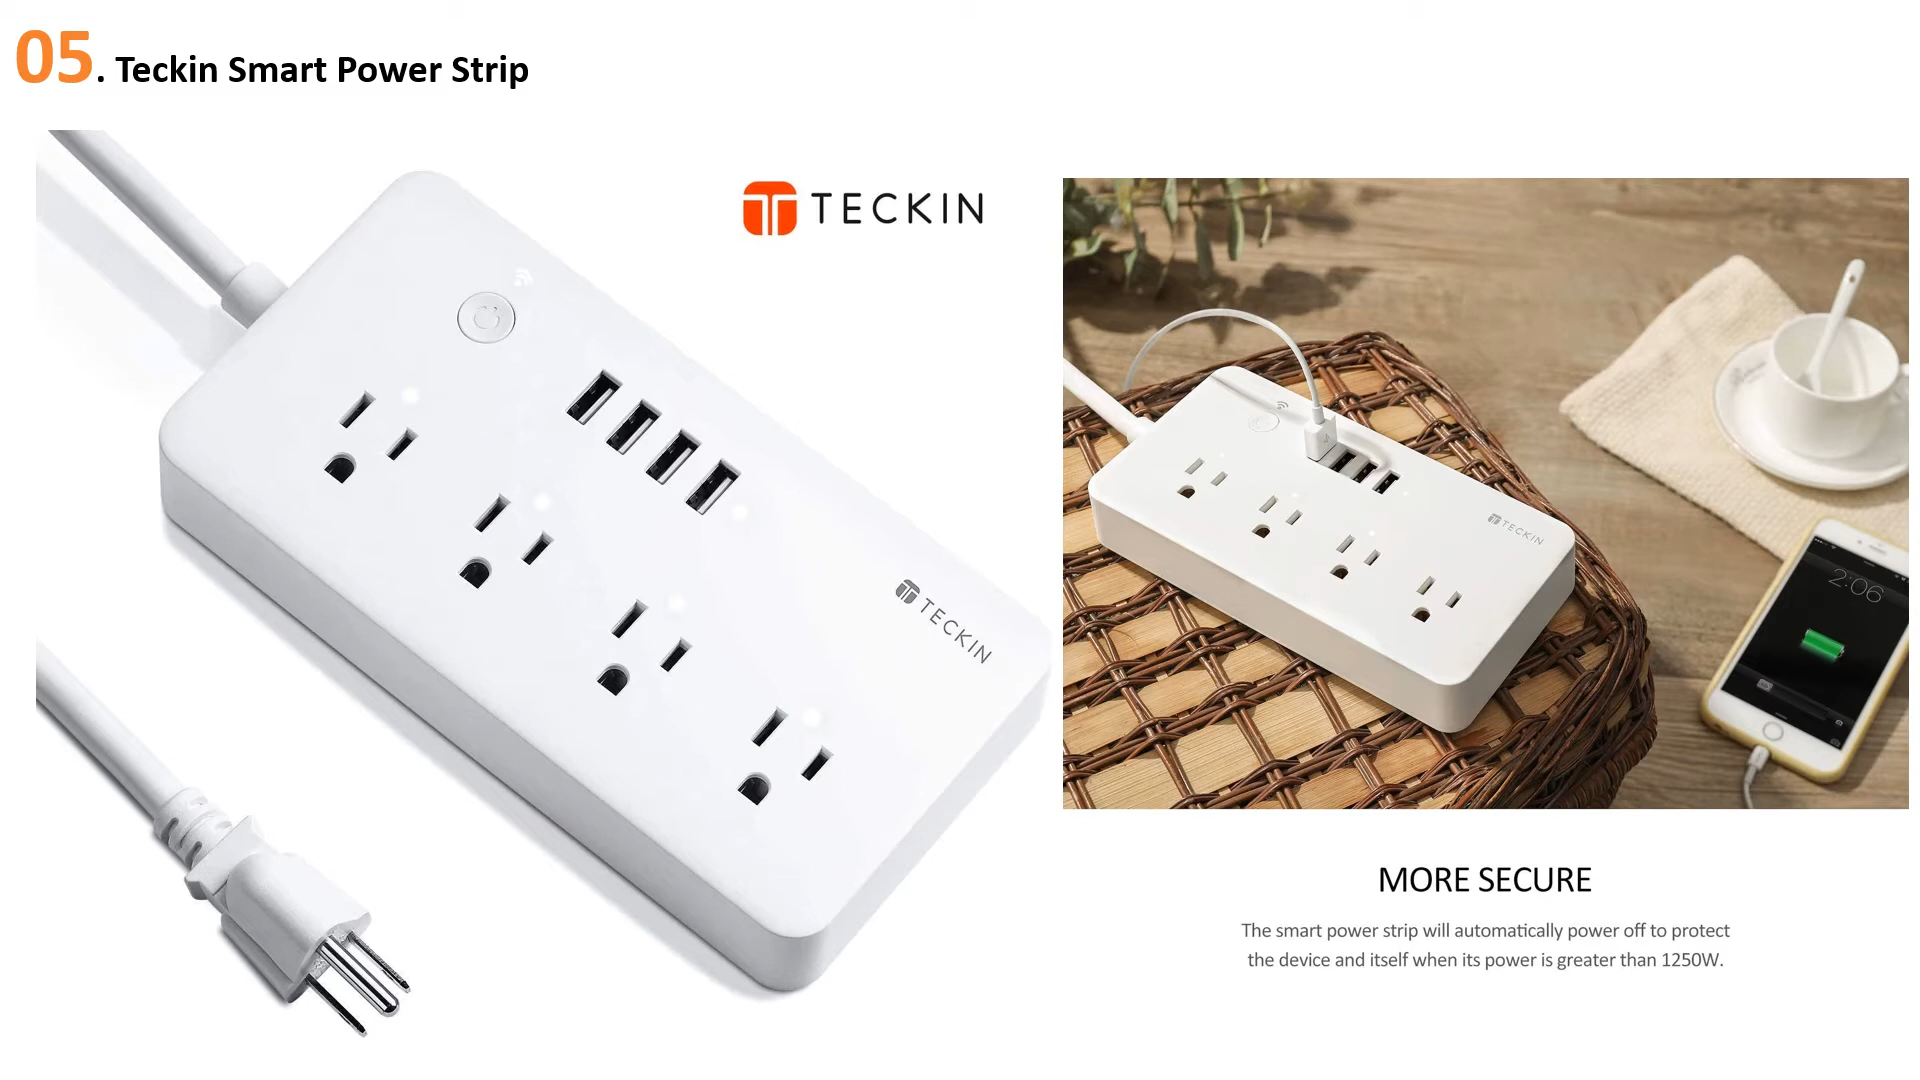 05. Teckin Smart Power Strip
TECKIN
TECKIN
TECKIN
2:06
MORE SECURE
The smart power strip will automatically power off to protect
the device and itself when its power is greater than 1250W.